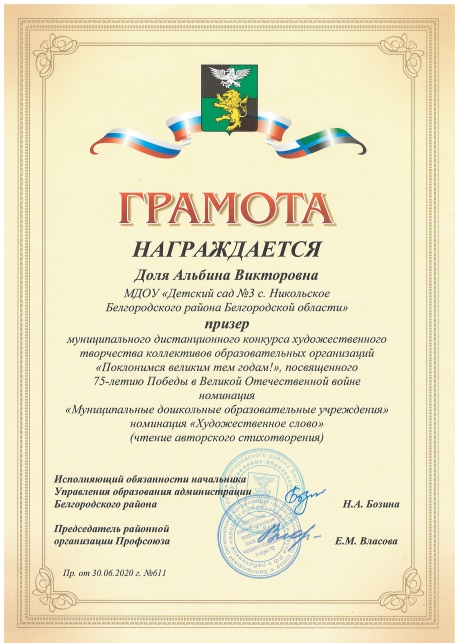 ГРАМОТА
НАГРАЖДАЕТСЯ
Доля Альбина Викторовна
МДОУ «Детский сад №3 с. Никольское
Белгородского района Белгородской области»
призер
муниципального дистанционного конкурса художественного
творчества коллективов образовательных организаций
«Поклонимся великим тем годам!», посвященного
75-летию Победы в Великой Отечественной войне
номинация
«Муниципальные дошкольные образовательные учреждения»
номинация «Художественное слово»
(чтение авторского стихотворения)
Исполняющий обязанности начальника
Управления образования администрации
Белгородского района Н.А. Бозина
Председатель районной
организации Профсоюза Е.М. Власова
Пр. от 30.06.2020 г. №611